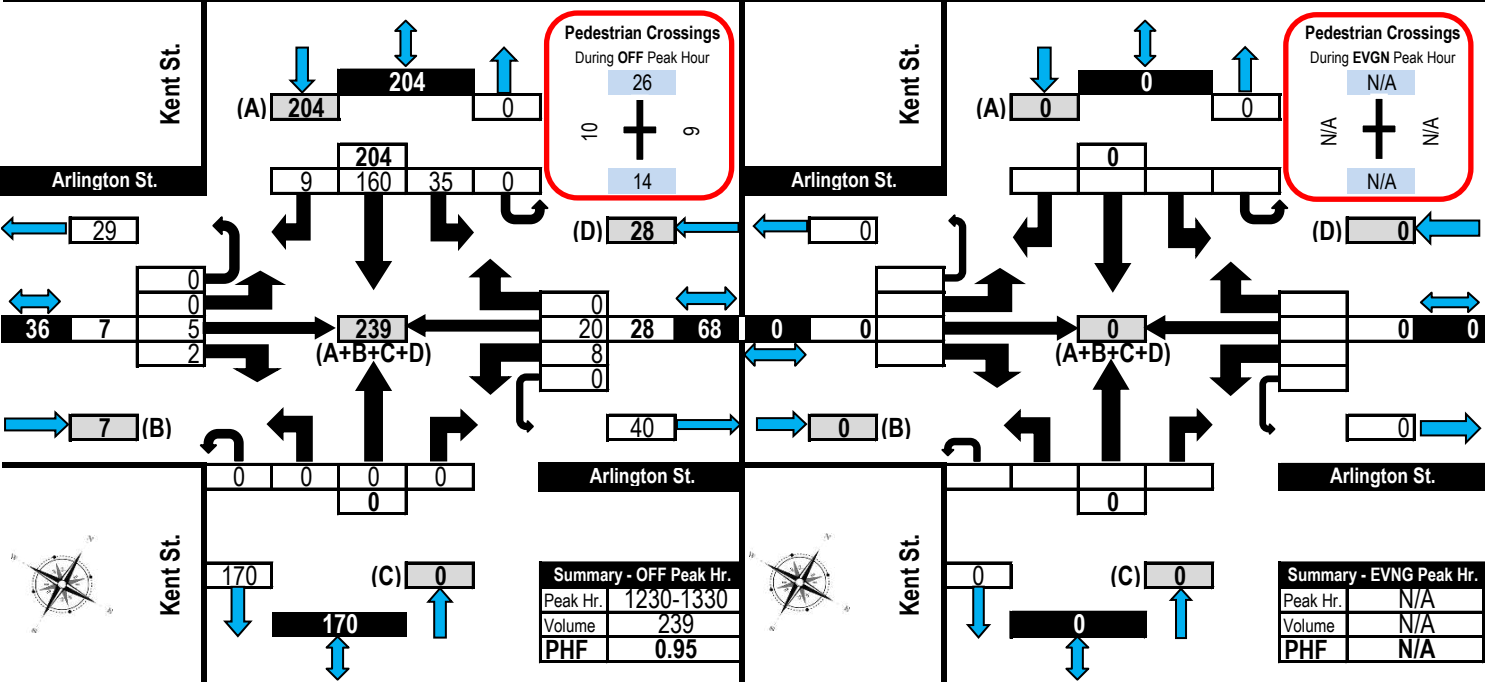 Kent St.
204
(A) 204
0
Pedestrian Crossings
During OFF Peak Hour
26
10
9
14
204
Arlington St.
9 160 35 0
29
(D) 28
0
0
36 7 5
2
239
(A+B+C+D)
0
20 28 68
8
0
7 (B)
40
0 0 0 0
0
Arlington St.
Kent St.
170
(C) 0
170
Summary - OFF Peak Hr.
Peak Hr. 1230-1330
Volume 239
PHF 0.95
Kent St.
0
(A) 0
0
Pedestrian Crossings
During EVGN Peak Hour
N/A
N/A
N/A
N/A
0
Arlington St.
0
(D) 0
0 0
0
(A+B+C+D)
0 0
0 (B)
0
0
Arlington St.
Kent St.
0
(C) 0
0
Summary - EVNG Peak Hr.
Peak Hr. N/A
Volume N/A
PHF N/A